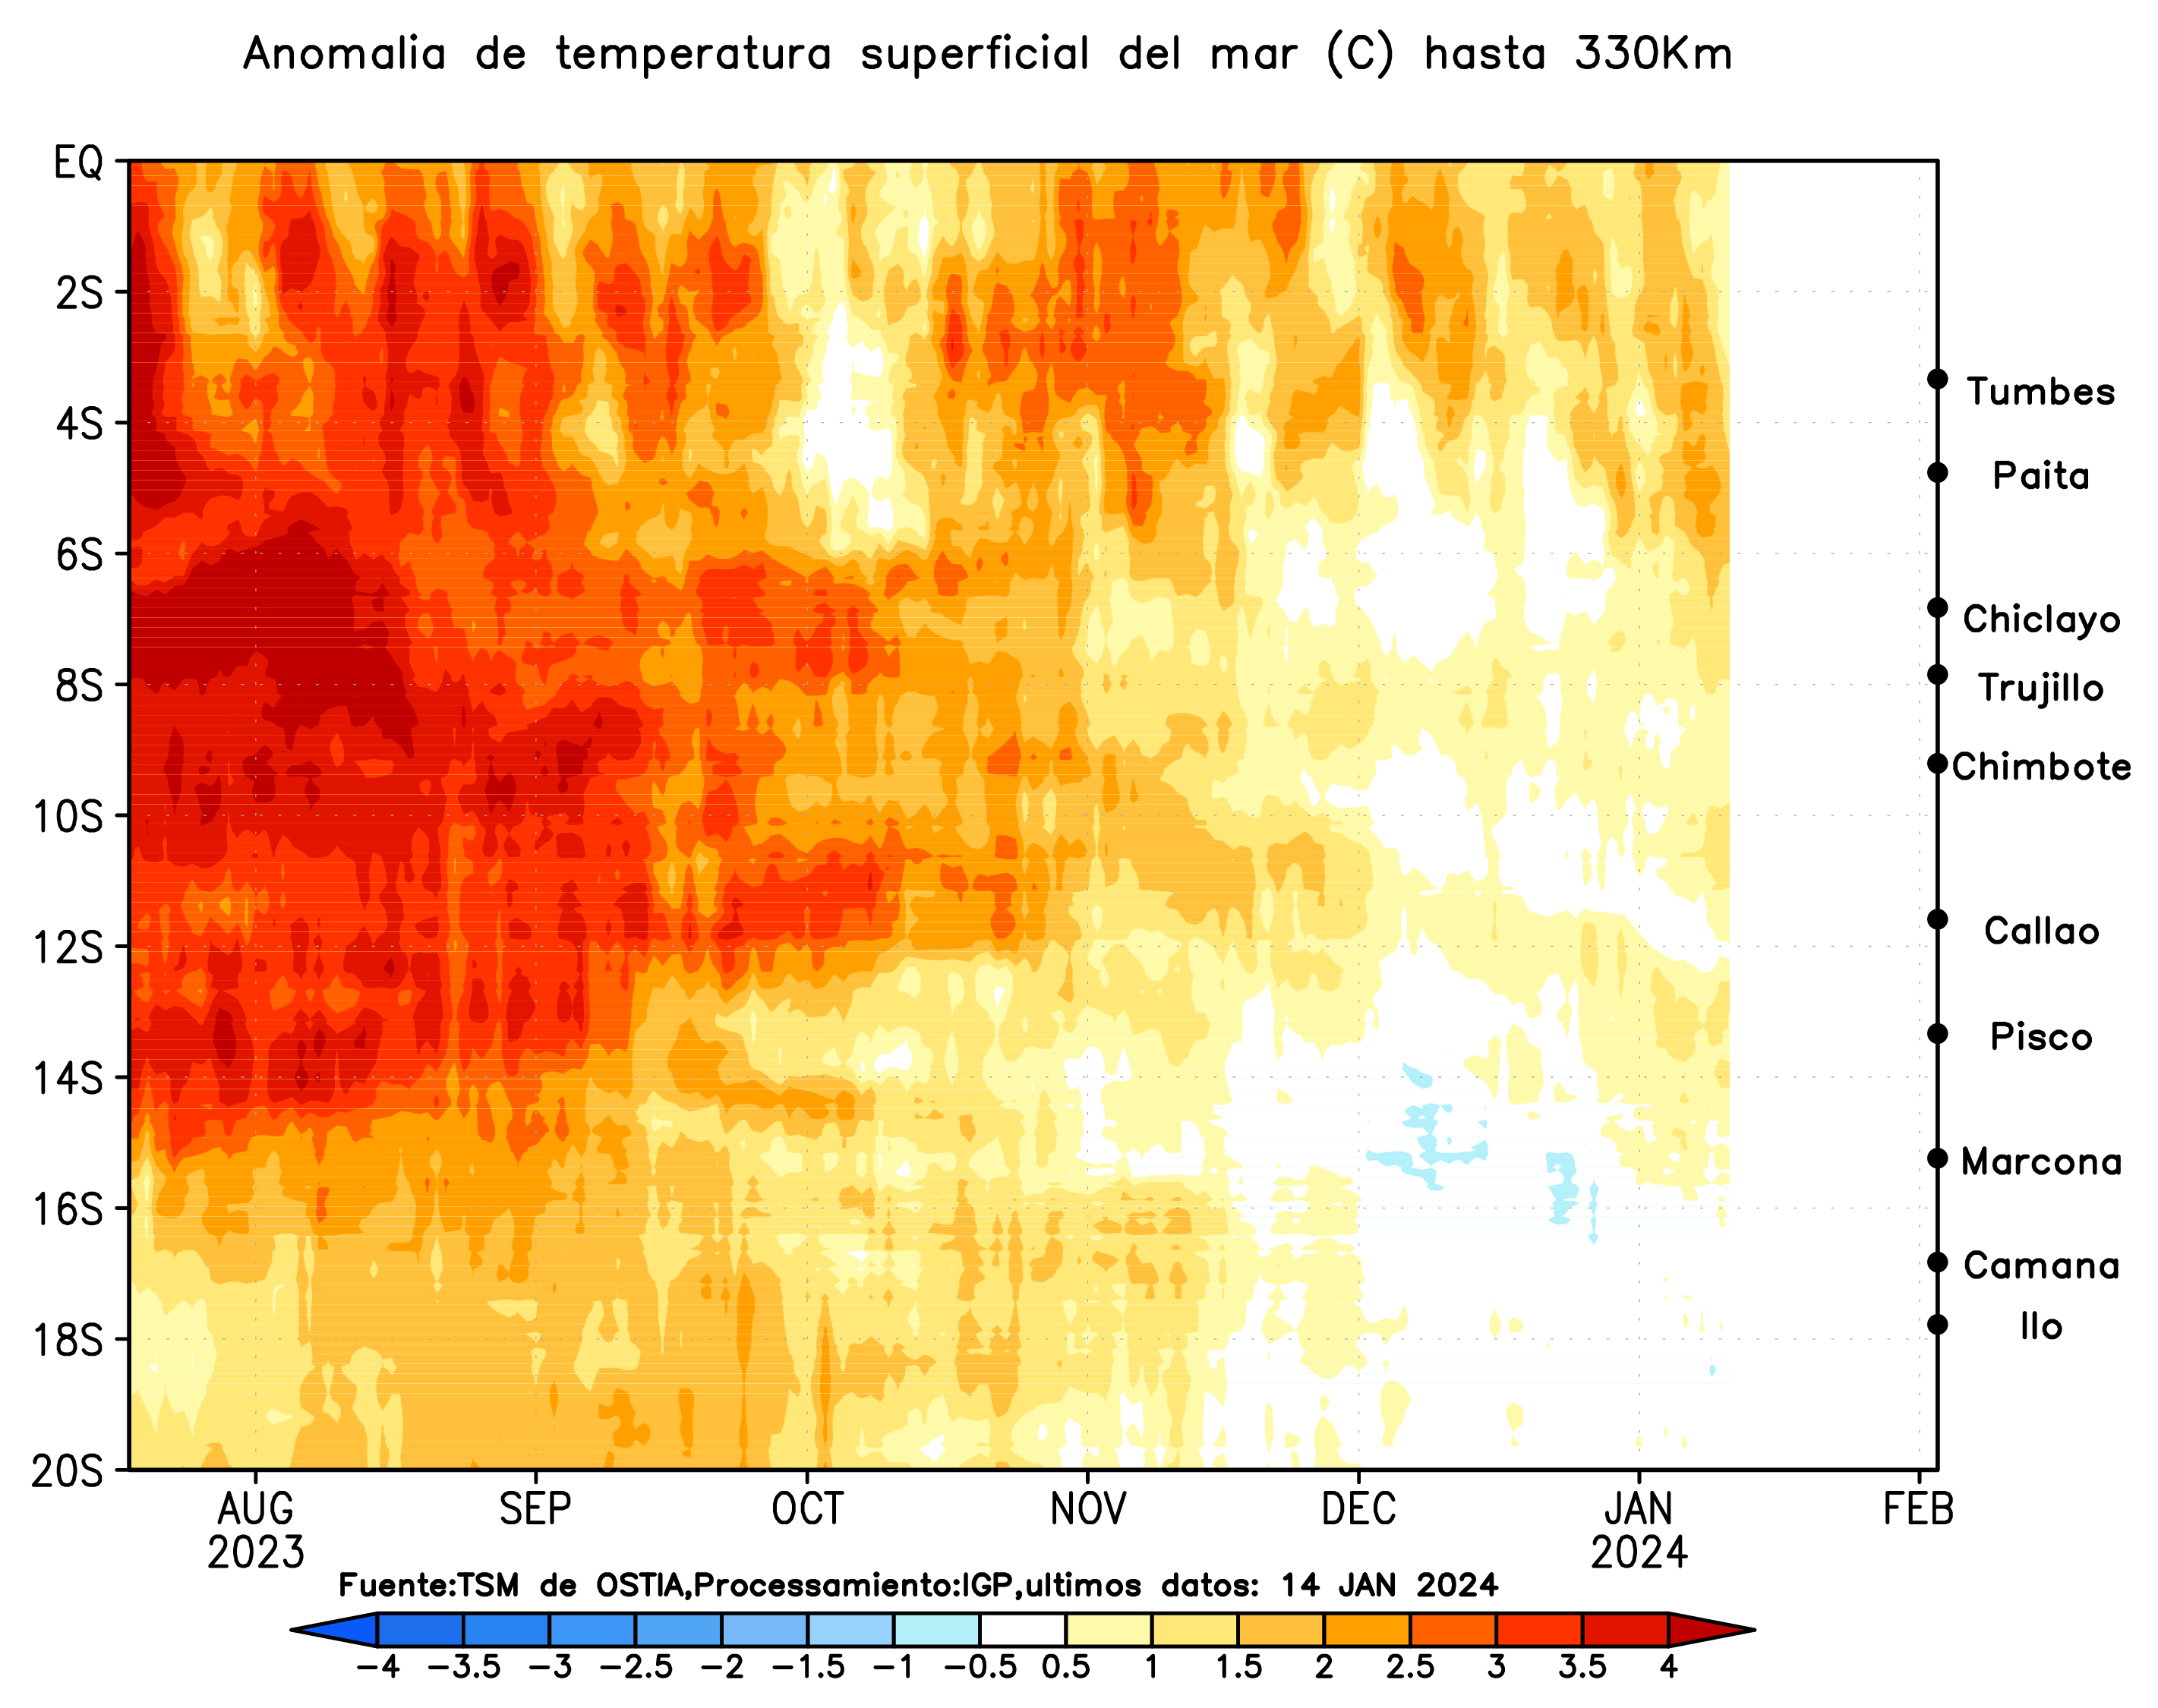 Anomalia de temperatura superficial del mar (C) hasta 330Km
EQ
2S
4S
6S
8S
10S
12S
14S
16S
18S
20S
Tumbes
Paita
Chiclayo
Trujillo
Chimbote
Callao
Pisco
Marcona
Camana
Ilo
AUG SEP OCT NOV DEC JAN FEB
2023 2024
Fuente:TSM de OSTIA,Procesamiento:IGP,ultimos datos: 14 JAN 2024
-4 -3.5 -3 -2.5 -2 -1.5 -1 -0.5 0.5 1 1.5 2 2.5 3 3.5 4